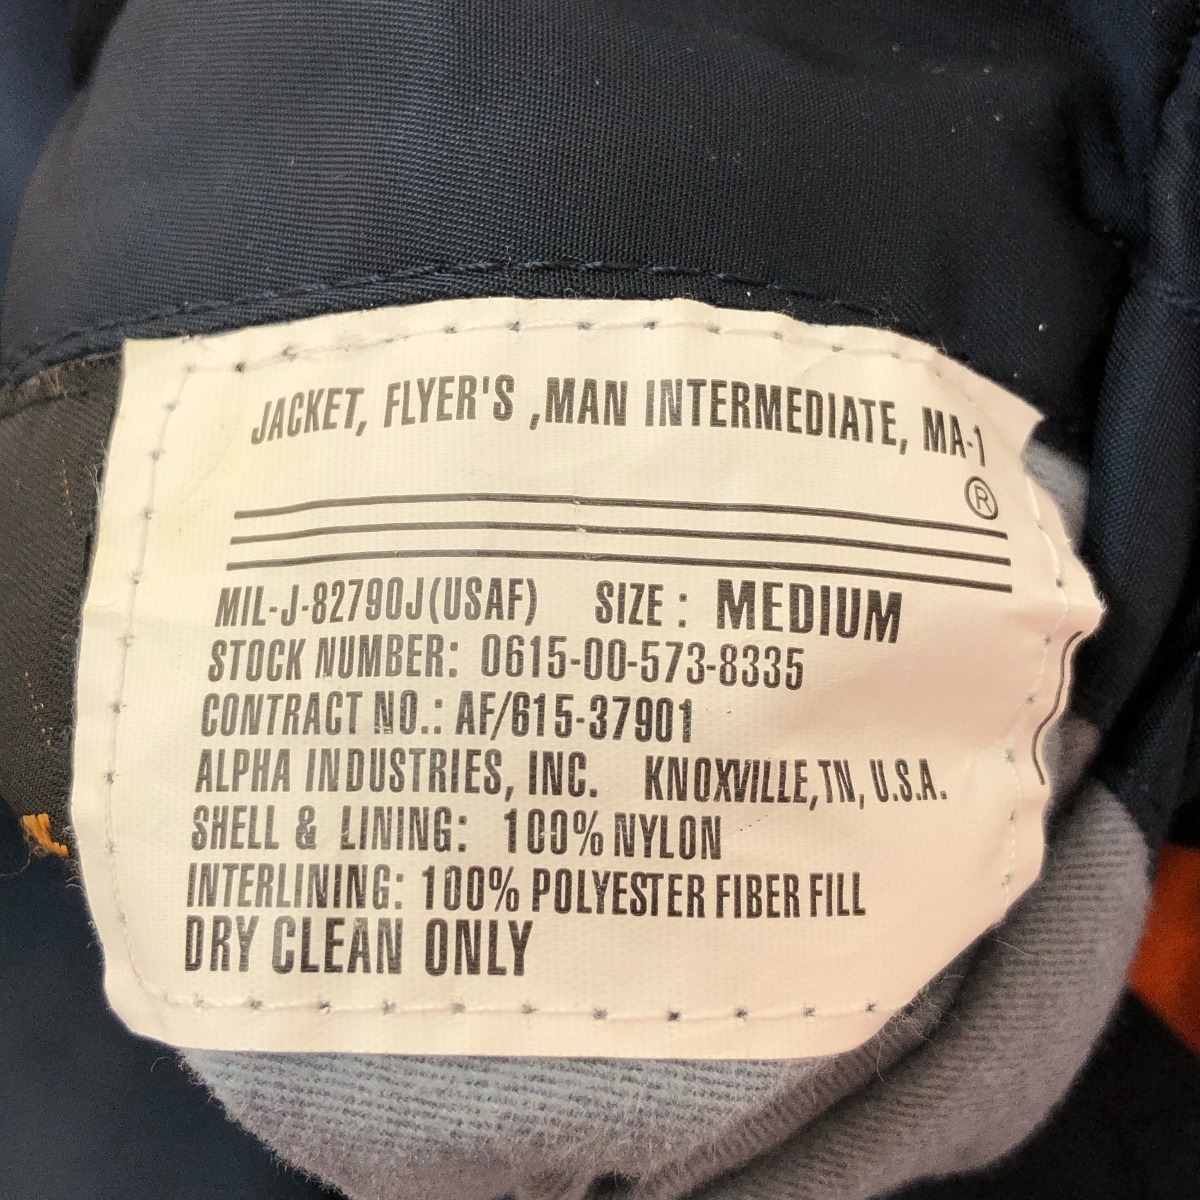 JACKET, FLYER'S ,MAN INTERMEDIATE, MA-1
®
MIL-J-82790J(USAF) SIZE : MEDIUM
STOCK NUMBER: 0615-00-573-8335
CONTRACT NO.: AF/615-37901
ALPHA INDUSTRIES, INC. KNOXVILLE,TN, U.S.A.
SHELL & LINING: 100% NYLON
INTERLINING: 100% POLYESTER FIBER FILL
DRY CLEAN ONLY